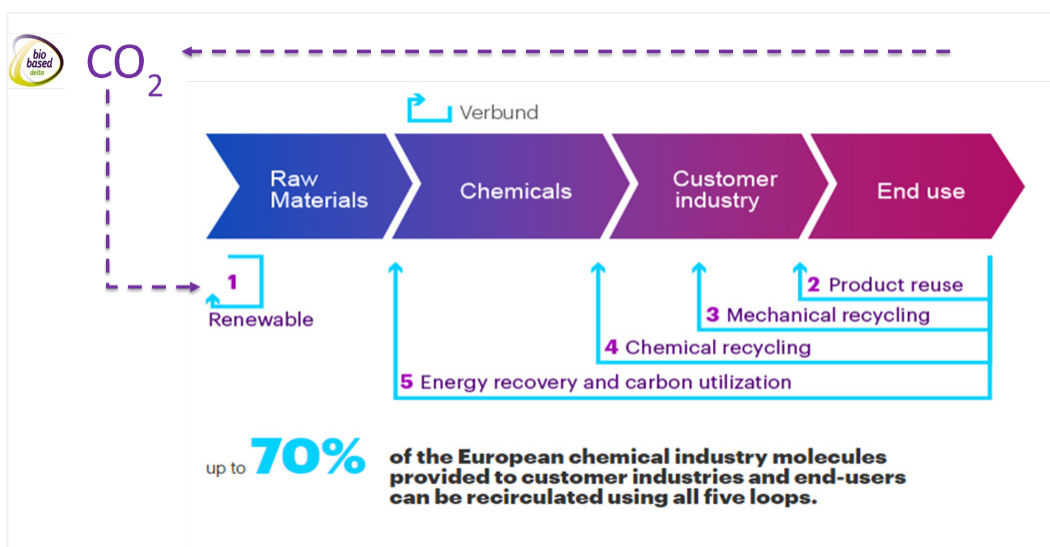 bio
based
delta
CO₂
Verbund
Raw
Materials
Chemicals
Customer
industry
End use
1
Renewable
2 Product reuse
3 Mechanical recycling
4 Chemical recycling
5 Energy recovery and carbon utilization
up to 70%
of the European chemical industry molecules
provided to customer industries and end-users
can be recirculated using all five loops.